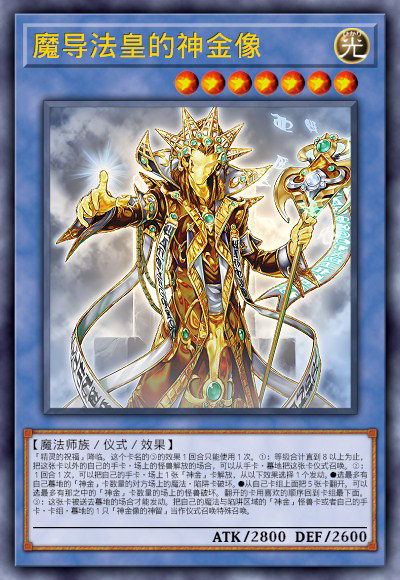 魔导法皇的神金像
光
【魔法师族／仪式／效果】
「精灵的祝福」降临。这个卡名的③的效果1回合只能使用1次。①：等级合计直到8以上为止，
把这张卡以外的自己的手卡·场上的怪兽解放的场合，可以从手卡·墓地把这张卡仪式召唤。②：
1回合1次，可以把自己的手卡·场上1张「神金」卡解放，从以下效果选择1个发动。●选最多有
自己墓地的「神金」卡数量的对方场上的魔法·陷阱卡破坏。●从自己卡组上面把5张卡翻开。可以
选最多有那之中的「神金」卡数量的场上的怪兽破坏。翻开的卡用喜欢的顺序回到卡组最下面。
③：这张卡被送去墓地的场合才能发动。把自己的魔法与陷阱区域的「神金」怪兽卡或者自己的手
卡·卡组·墓地的1只「神金像的神留」当作仪式召唤特殊召唤。
ATK/2800 DEF/2600